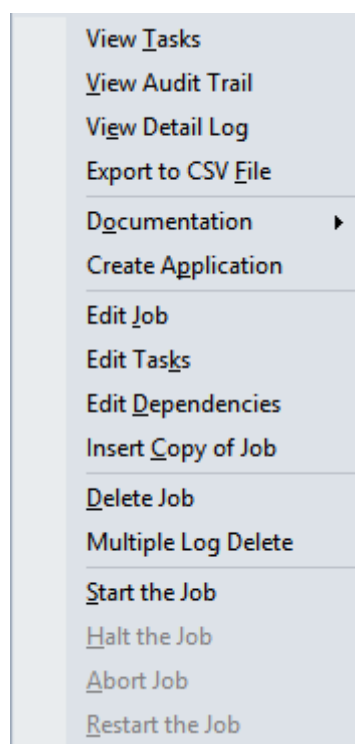 View Tasks
View Audit Trail
View Detail Log
Export to CSV File
Documentation
Create Application
Edit Job
Edit Tasks
Edit Dependencies
Insert Copy of Job
Delete Job
Multiple Log Delete
Start the Job
Halt the Job
Abort Job
Restart the Job